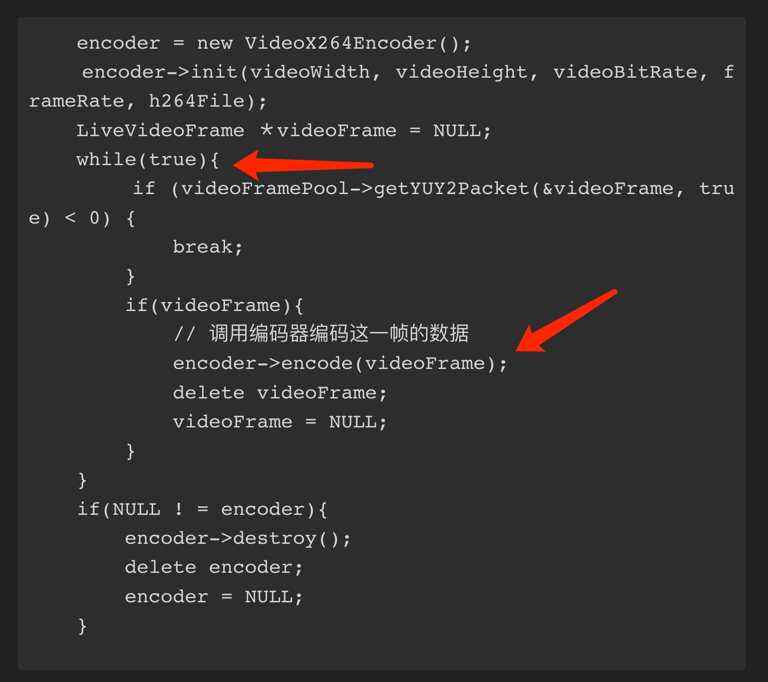 encoder = new VideoX264Encoder();
encoder->init(videoWidth, videoHeight, videoBitRate, f
rameRate, h264File);
LiveVideoFrame *videoFrame = NULL;
while(true){
if (videoFramePool->getYUY2Packet(&videoFrame, tru
e) < 0) {
break;
}
if(videoFrame){
// 调用编码器编码这一帧的数据
encoder->encode(videoFrame);
delete videoFrame;
videoFrame = NULL;
}
}
if(NULL ! = encoder){
encoder->destroy();
delete encoder;
encoder = NULL;
}